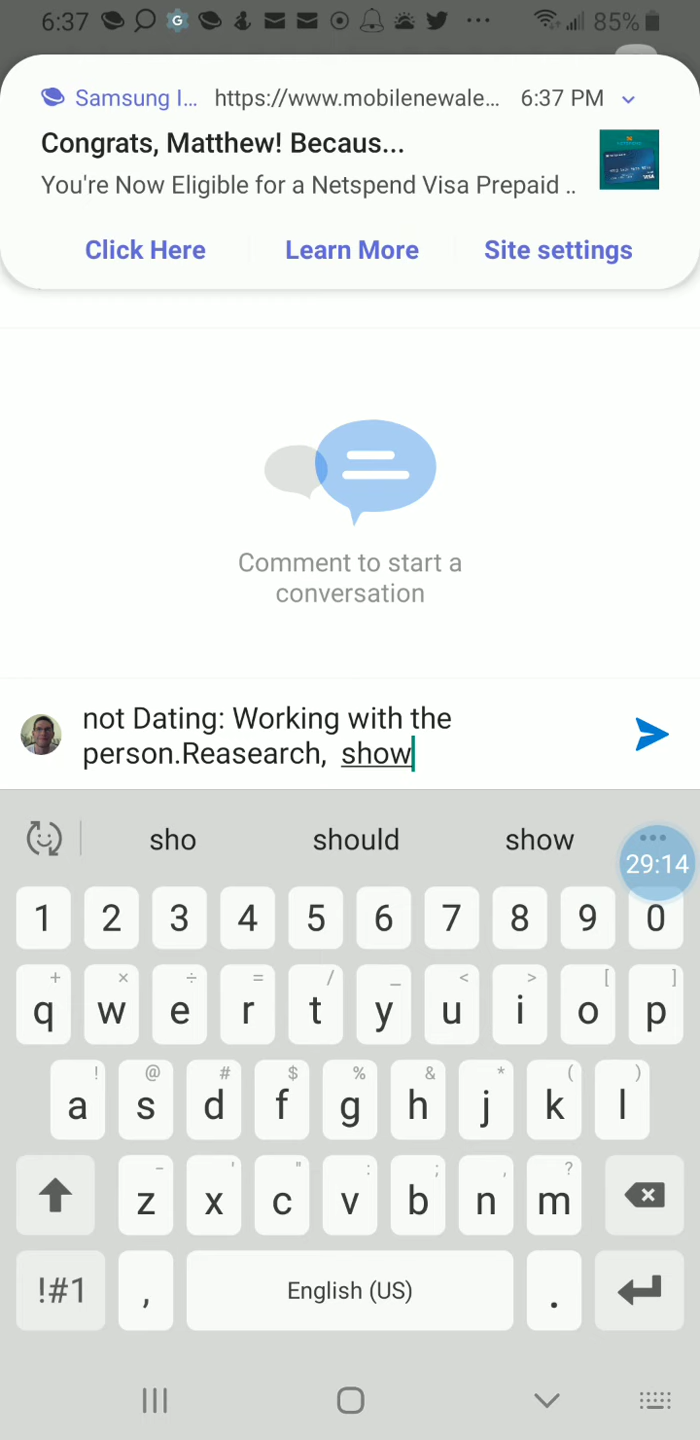 6:37 G 85%
Samsung I... https://www.mobilenewale... 6:37 PM
Congrats, Matthew! Becaus...
You're Now Eligible for a Netspend Visa Prepaid ..
Click Here Learn More Site settings
Comment to start a
conversation
not Dating: Working with the
person.Reasearch, show
sho should show
29:14
1 2 3 4 5 6 7 8 9 0
+ × ÷ = / _ < > [ ]
q w e r t y u i o p
! @ # $ % & * ( )
a s d f g h j k l
- ' " : ; , ?
z x c v b n m
!#1 , English (US) .